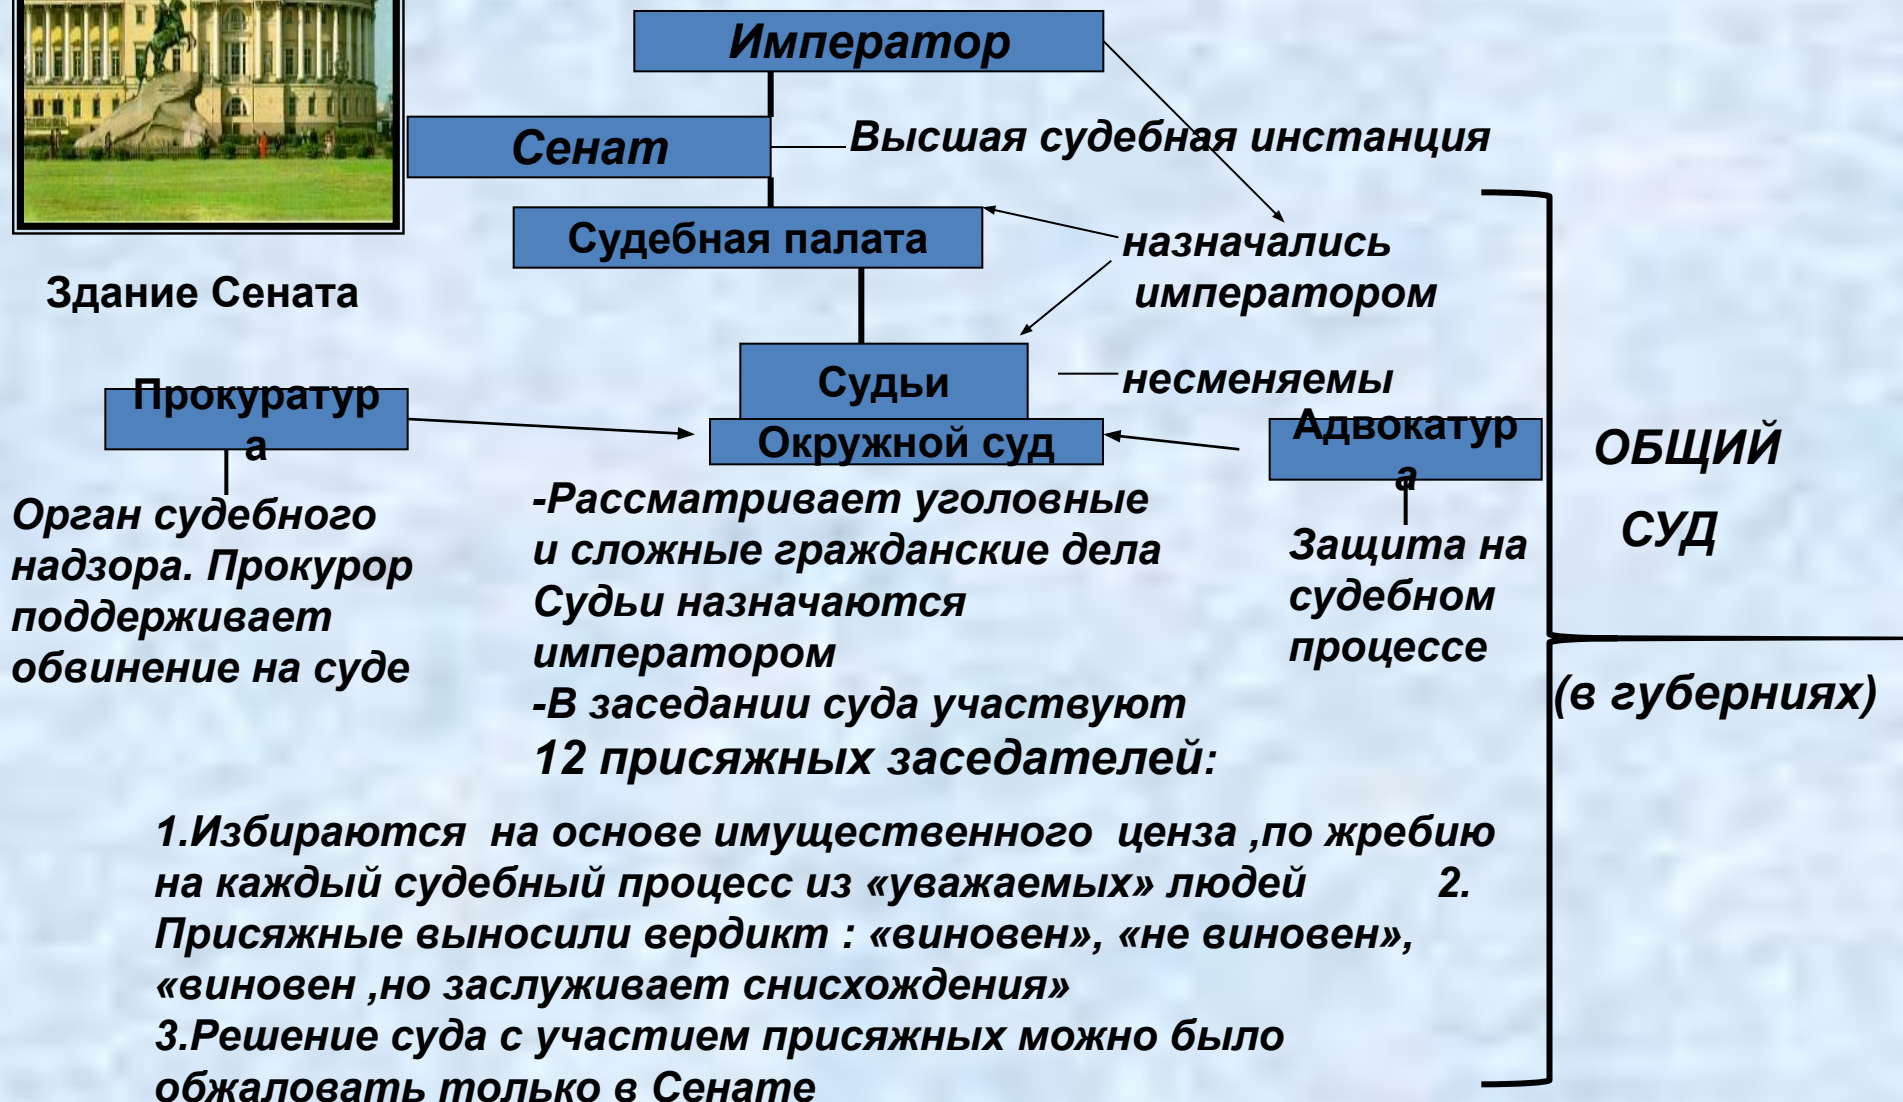 Император
Сенат
Высшая судебная инстанция
Судебная палата
назначались
императором
Здание Сената
Судьи
несменяемы
Прокуратур
а
Окружной суд
Адвокатур
а
ОБЩИЙ
СУД
(в губерниях)
Орган судебного
надзора. Прокурор
поддерживает
обвинение на суде
-Рассматривает уголовные
и сложные гражданские дела
Судьи назначаются
императором
-В заседании суда участвуют
12 присяжных заседателей:
Защита на
судебном
процессе
1.Избираются на основе имущественного ценза ,по жребию
на каждый судебный процесс из «уважаемых» людей 2.
Присяжные выносили вердикт : «виновен», «не виновен»,
«виновен ,но заслуживает снисхождения»
3.Решение суда с участием присяжных можно было
обжаловать только в Сенате